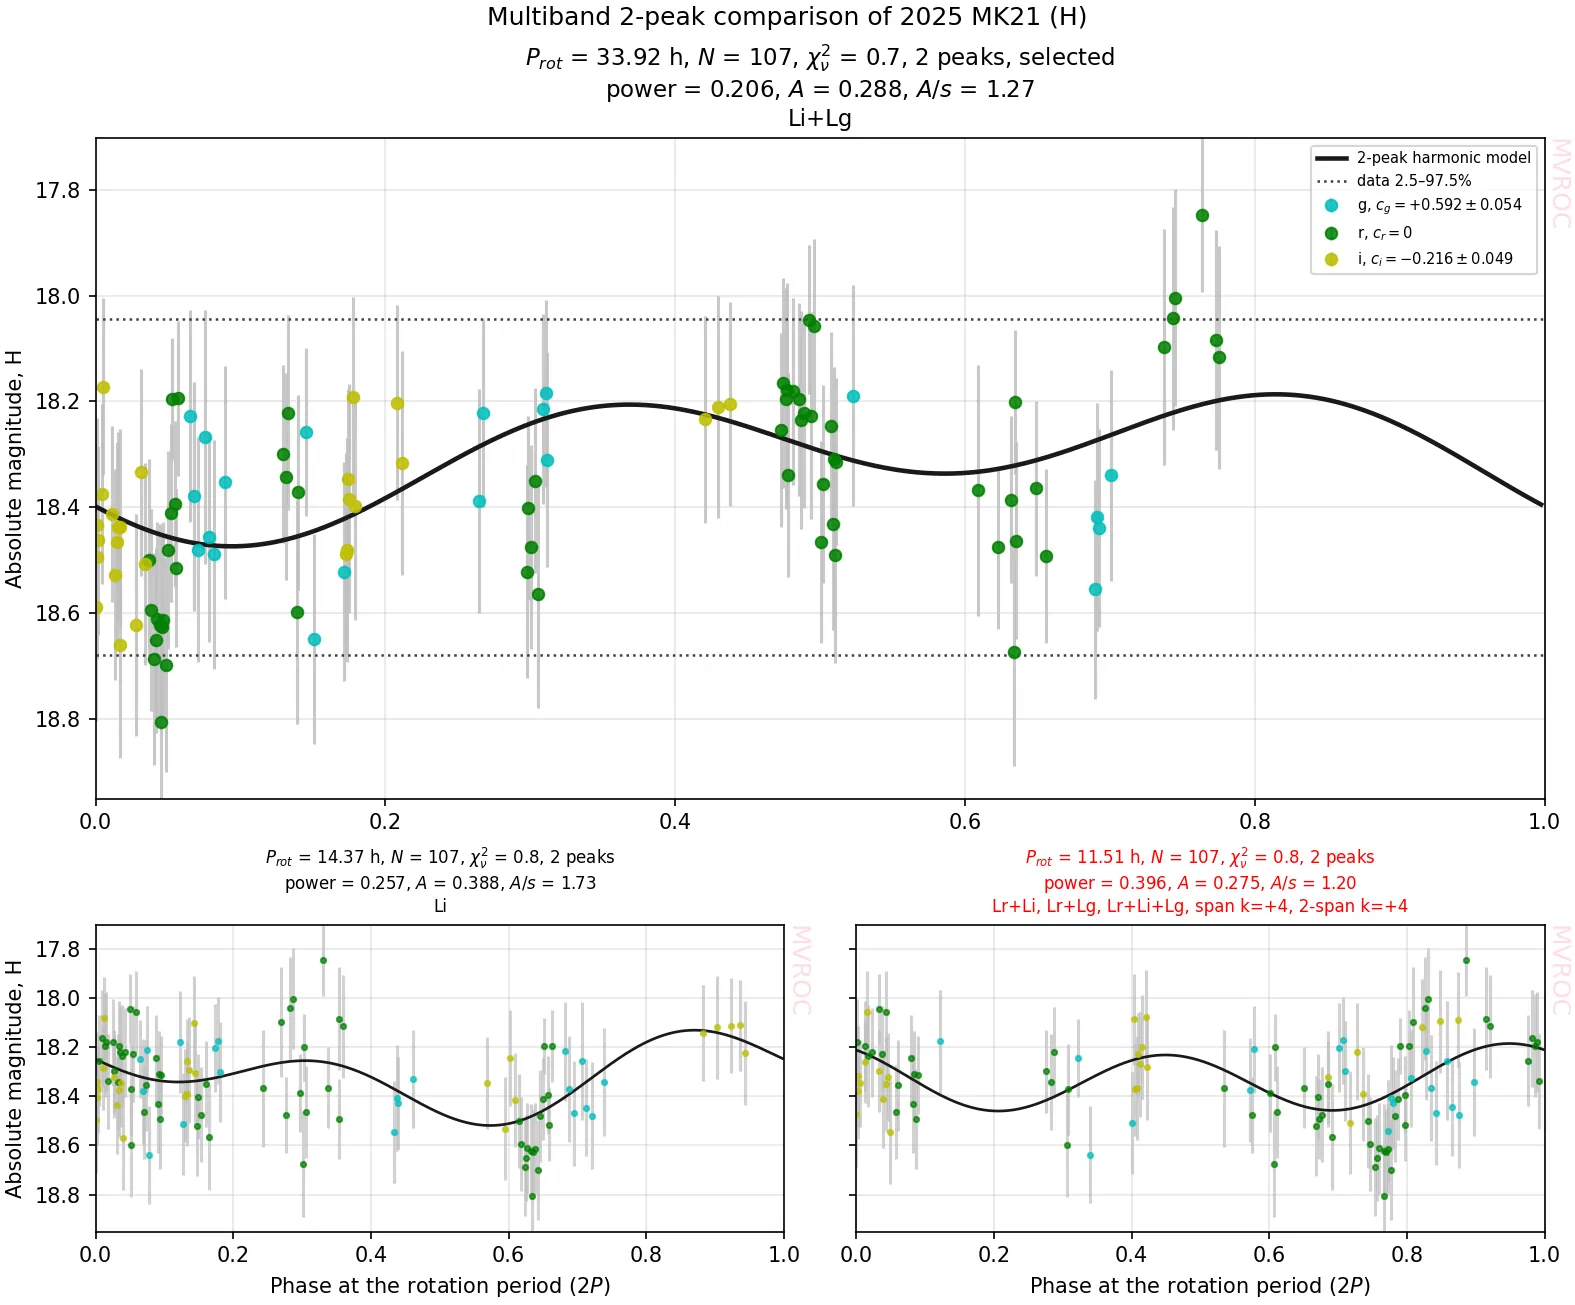 Multiband 2-peak comparison of 2025 MK21 (H)
P_rot = 33.92 h, N = 107, χ²_ν = 0.7, 2 peaks, selected
power = 0.206, A = 0.288, A/s = 1.27
Li+Lg
MVROC
2-peak harmonic model
data 2.5–97.5%
g, c_g = +0.592 ± 0.054
r, c_r = 0
i, c_i = −0.216 ± 0.049
Absolute magnitude, H
17.8
18.0
18.2
18.4
18.6
18.8
0.0 0.2 0.4 0.6 0.8 1.0
P_rot = 14.37 h, N = 107, χ²_ν = 0.8, 2 peaks
power = 0.257, A = 0.388, A/s = 1.73
Li
MVROC
Absolute magnitude, H
17.8
18.0
18.2
18.4
18.6
18.8
0.0 0.2 0.4 0.6 0.8 1.0
Phase at the rotation period (2P)
P_rot = 11.51 h, N = 107, χ²_ν = 0.8, 2 peaks
power = 0.396, A = 0.275, A/s = 1.20
Lr+Li, Lr+Lg, Lr+Li+Lg, span k=+4, 2-span k=+4
MVROC
0.0 0.2 0.4 0.6 0.8 1.0
Phase at the rotation period (2P)